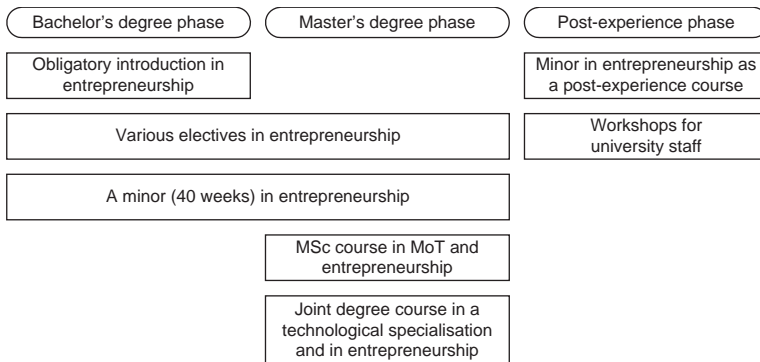 Bachelor's degree phase
Master's degree phase
Post-experience phase
Obligatory introduction in
entrepreneurship
Minor in entrepreneurship as
a post-experience course
Various electives in entrepreneurship
Workshops for
university staff
A minor (40 weeks) in entrepreneurship
MSc course in MoT and
entrepreneurship
Joint degree course in a
technological specialisation
and in entrepreneurship